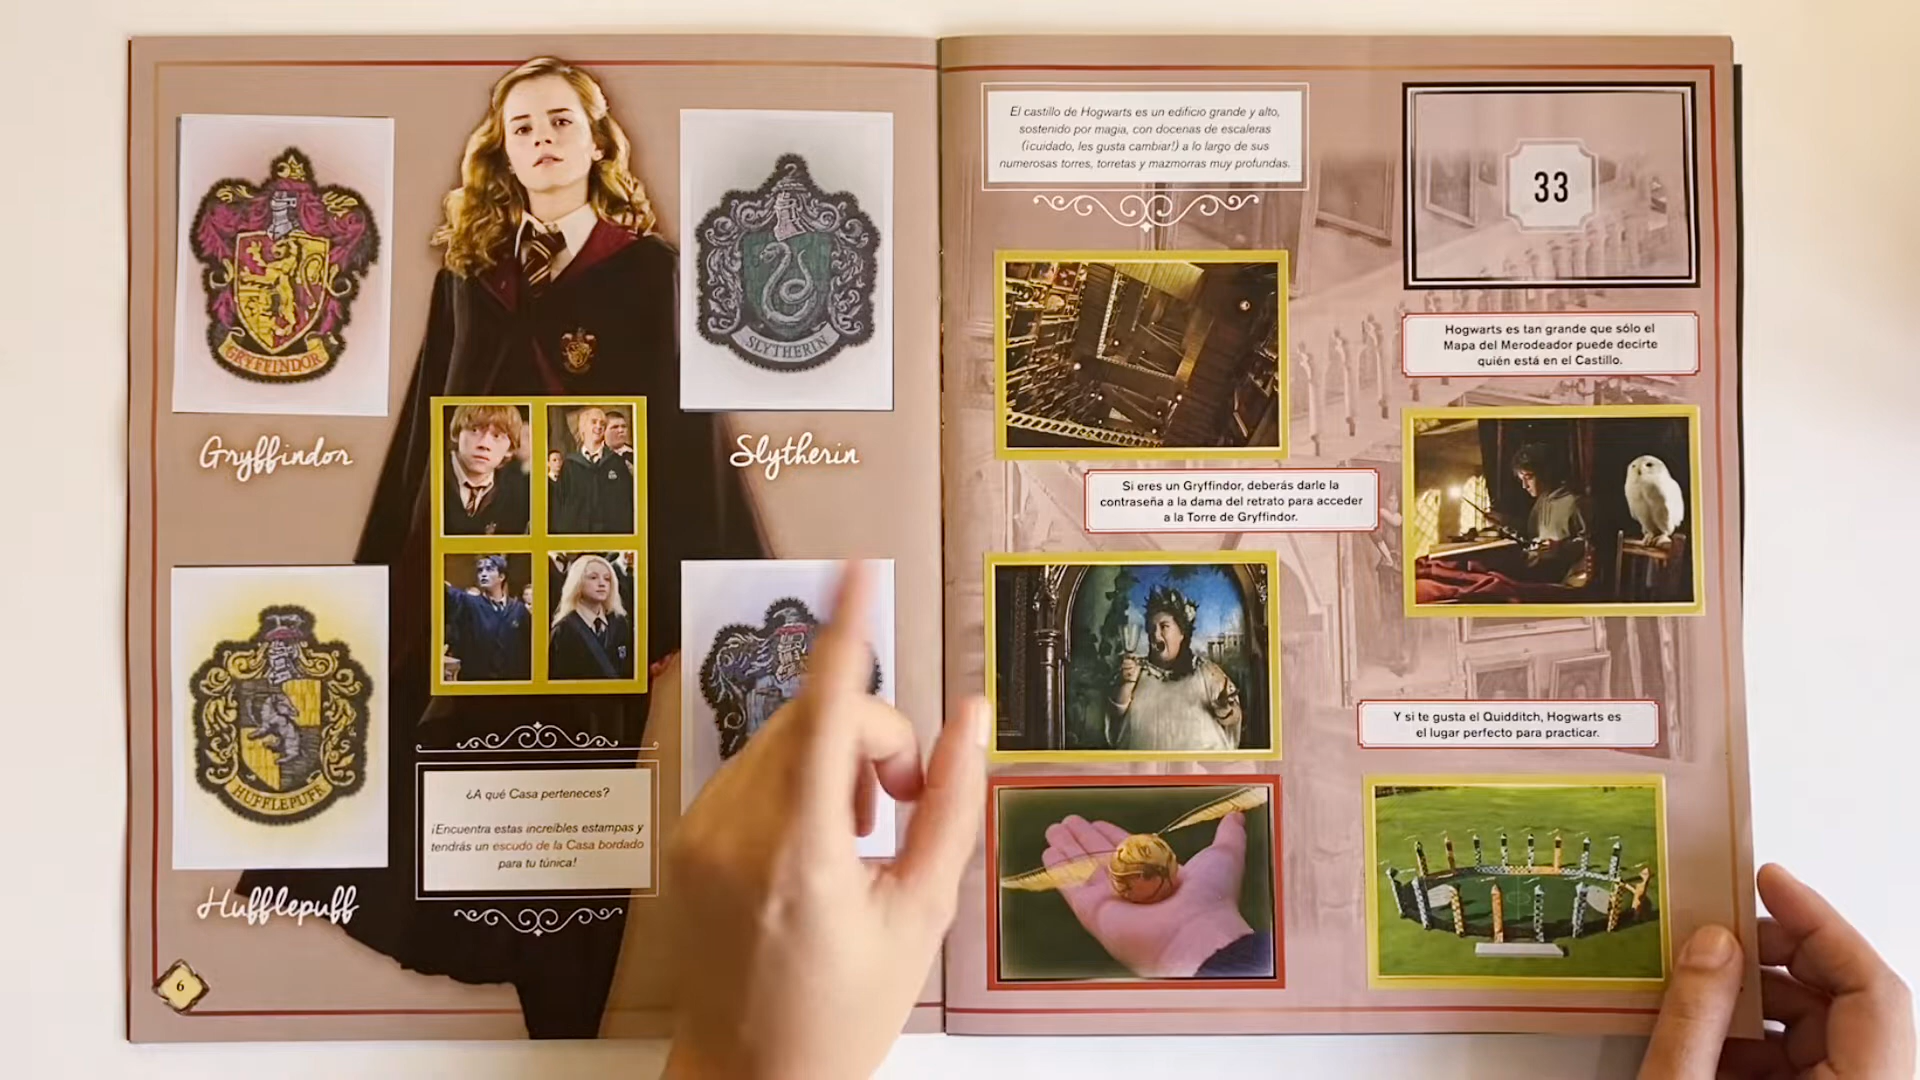 GRYFFINDOR
Gryffindor
SLYTHERIN
Slytherin
HUFFLEPUFF
Hufflepuff
¿A qué Casa perteneces?
¡Encuentra estas increíbles estampas y
tendrás un escudo de la Casa bordado
para tu túnica!
6
El castillo de Hogwarts es un edificio grande y alto,
sostenido por magia, con docenas de escaleras
(¡cuidado, les gusta cambiar!) a lo largo de sus
numerosas torres, torretas y mazmorras muy profundas.
33
Hogwarts es tan grande que sólo el
Mapa del Merodeador puede decirte
quién está en el Castillo.
Si eres un Gryffindor, deberás darle la
contraseña a la dama del retrato para acceder
a la Torre de Gryffindor.
Y si te gusta el Quidditch, Hogwarts es
el lugar perfecto para practicar.